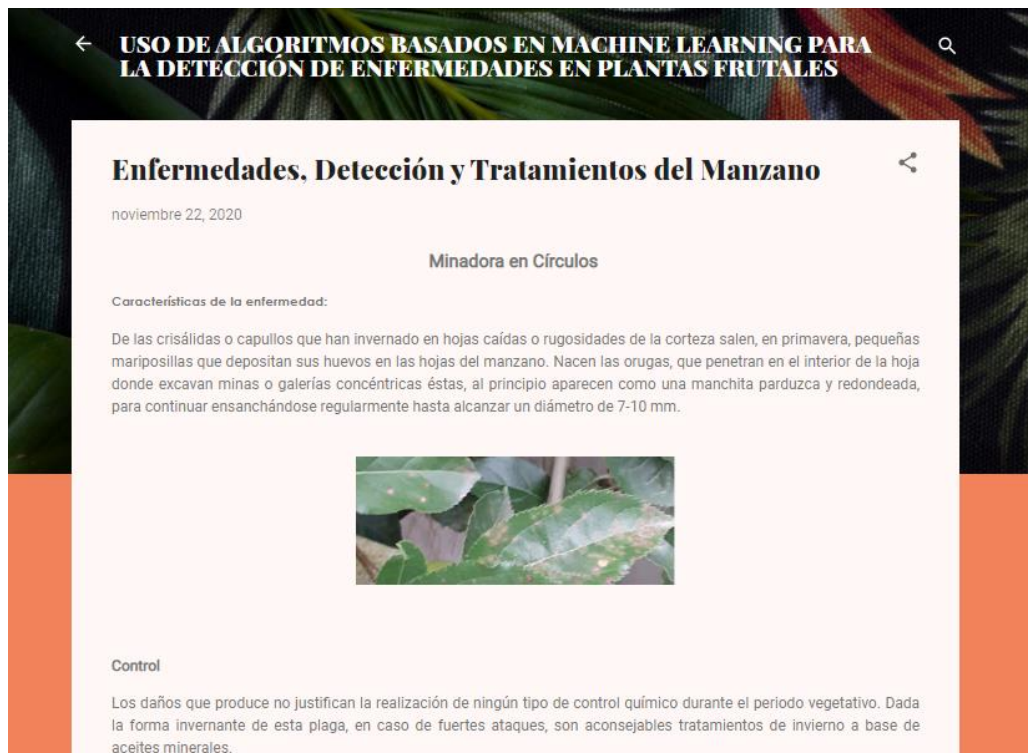 USO DE ALGORITMOS BASADOS EN MACHINE LEARNING PARA
LA DETECCIÓN DE ENFERMEDADES EN PLANTAS FRUTALES
Enfermedades, Detección y Tratamientos del Manzano
noviembre 22, 2020
Minadora en Círculos
Características de la enfermedad:
De las crisálidas o capullos que han invernado en hojas caídas o rugosidades de la corteza salen, en primavera, pequeñas
mariposillas que depositan sus huevos en las hojas del manzano. Nacen las orugas, que penetran en el interior de la hoja
donde excavan minas o galerías concéntricas éstas, al principio aparecen como una manchita parduzca y redondeada,
para continuar ensanchándose regularmente hasta alcanzar un diámetro de 7-10 mm.
Control
Los daños que produce no justifican la realización de ningún tipo de control químico durante el periodo vegetativo. Dada
la forma invernante de esta plaga, en caso de fuertes ataques, son aconsejables tratamientos de invierno a base de
aceites minerales.